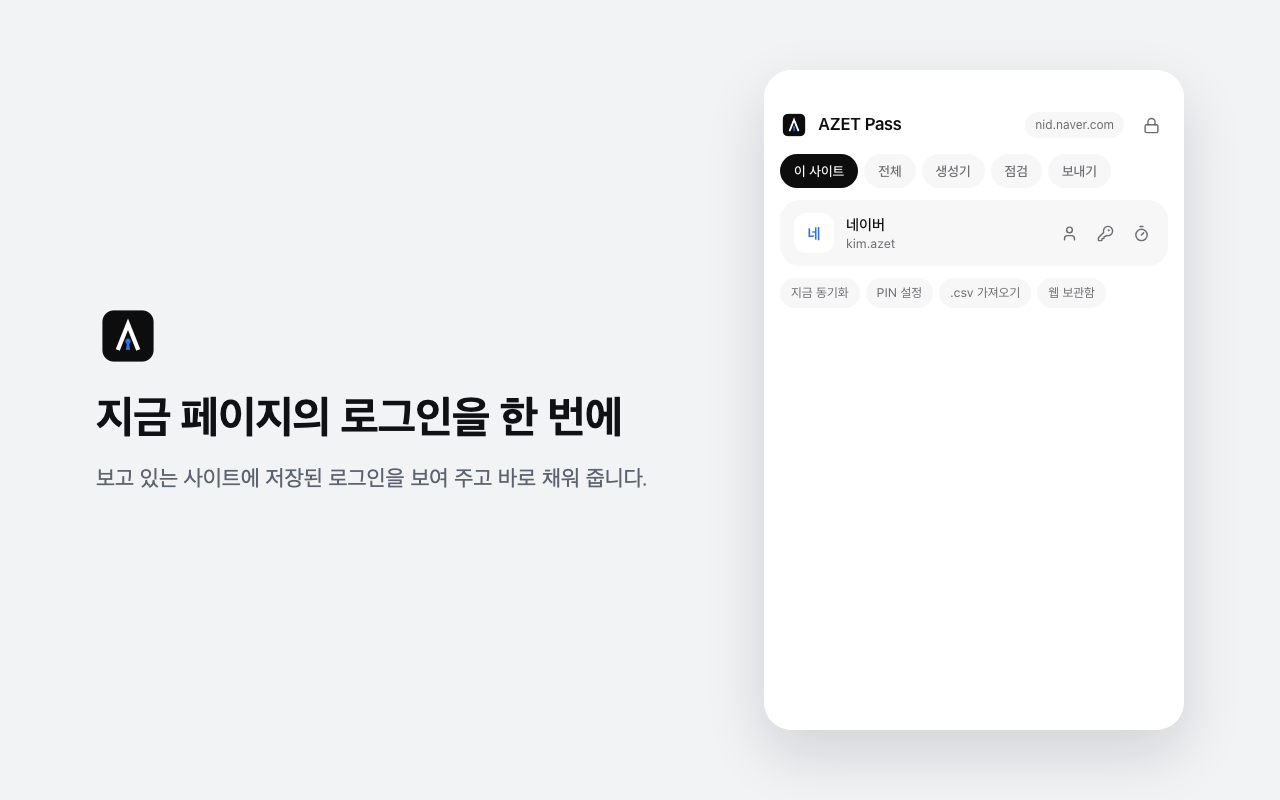 지금 페이지의 로그인을 한 번에
보고 있는 사이트에 저장된 로그인을 보여 주고 바로 채워 줍니다.
AZET Pass nid.naver.com
이 사이트 전체 생성기 점검 보내기
네 네이버
kim.azet
지금 동기화 PIN 설정 .csv 가져오기 웹 보관함